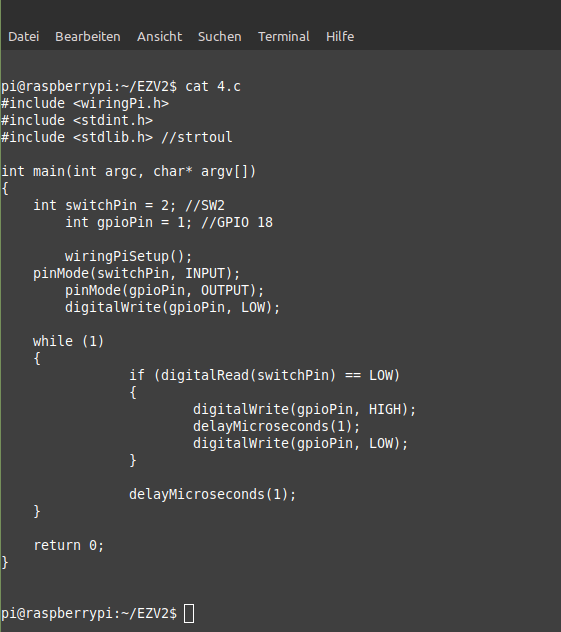 Datei Bearbeiten Ansicht Suchen Terminal Hilfe
pi@raspberrypi:~/EZV2$ cat 4.c
#include <wiringPi.h>
#include <stdint.h>
#include <stdlib.h> //strtoul

int main(int argc, char* argv[])
{
    int switchPin = 2; //SW2
        int gpioPin = 1; //GPIO 18

        wiringPiSetup();
    pinMode(switchPin, INPUT);
        pinMode(gpioPin, OUTPUT);
        digitalWrite(gpioPin, LOW);

    while (1)
    {
                if (digitalRead(switchPin) == LOW)
                {
                        digitalWrite(gpioPin, HIGH);
                        delayMicroseconds(1);
                        digitalWrite(gpioPin, LOW);
                }

                delayMicroseconds(1);
    }

    return 0;
}

pi@raspberrypi:~/EZV2$